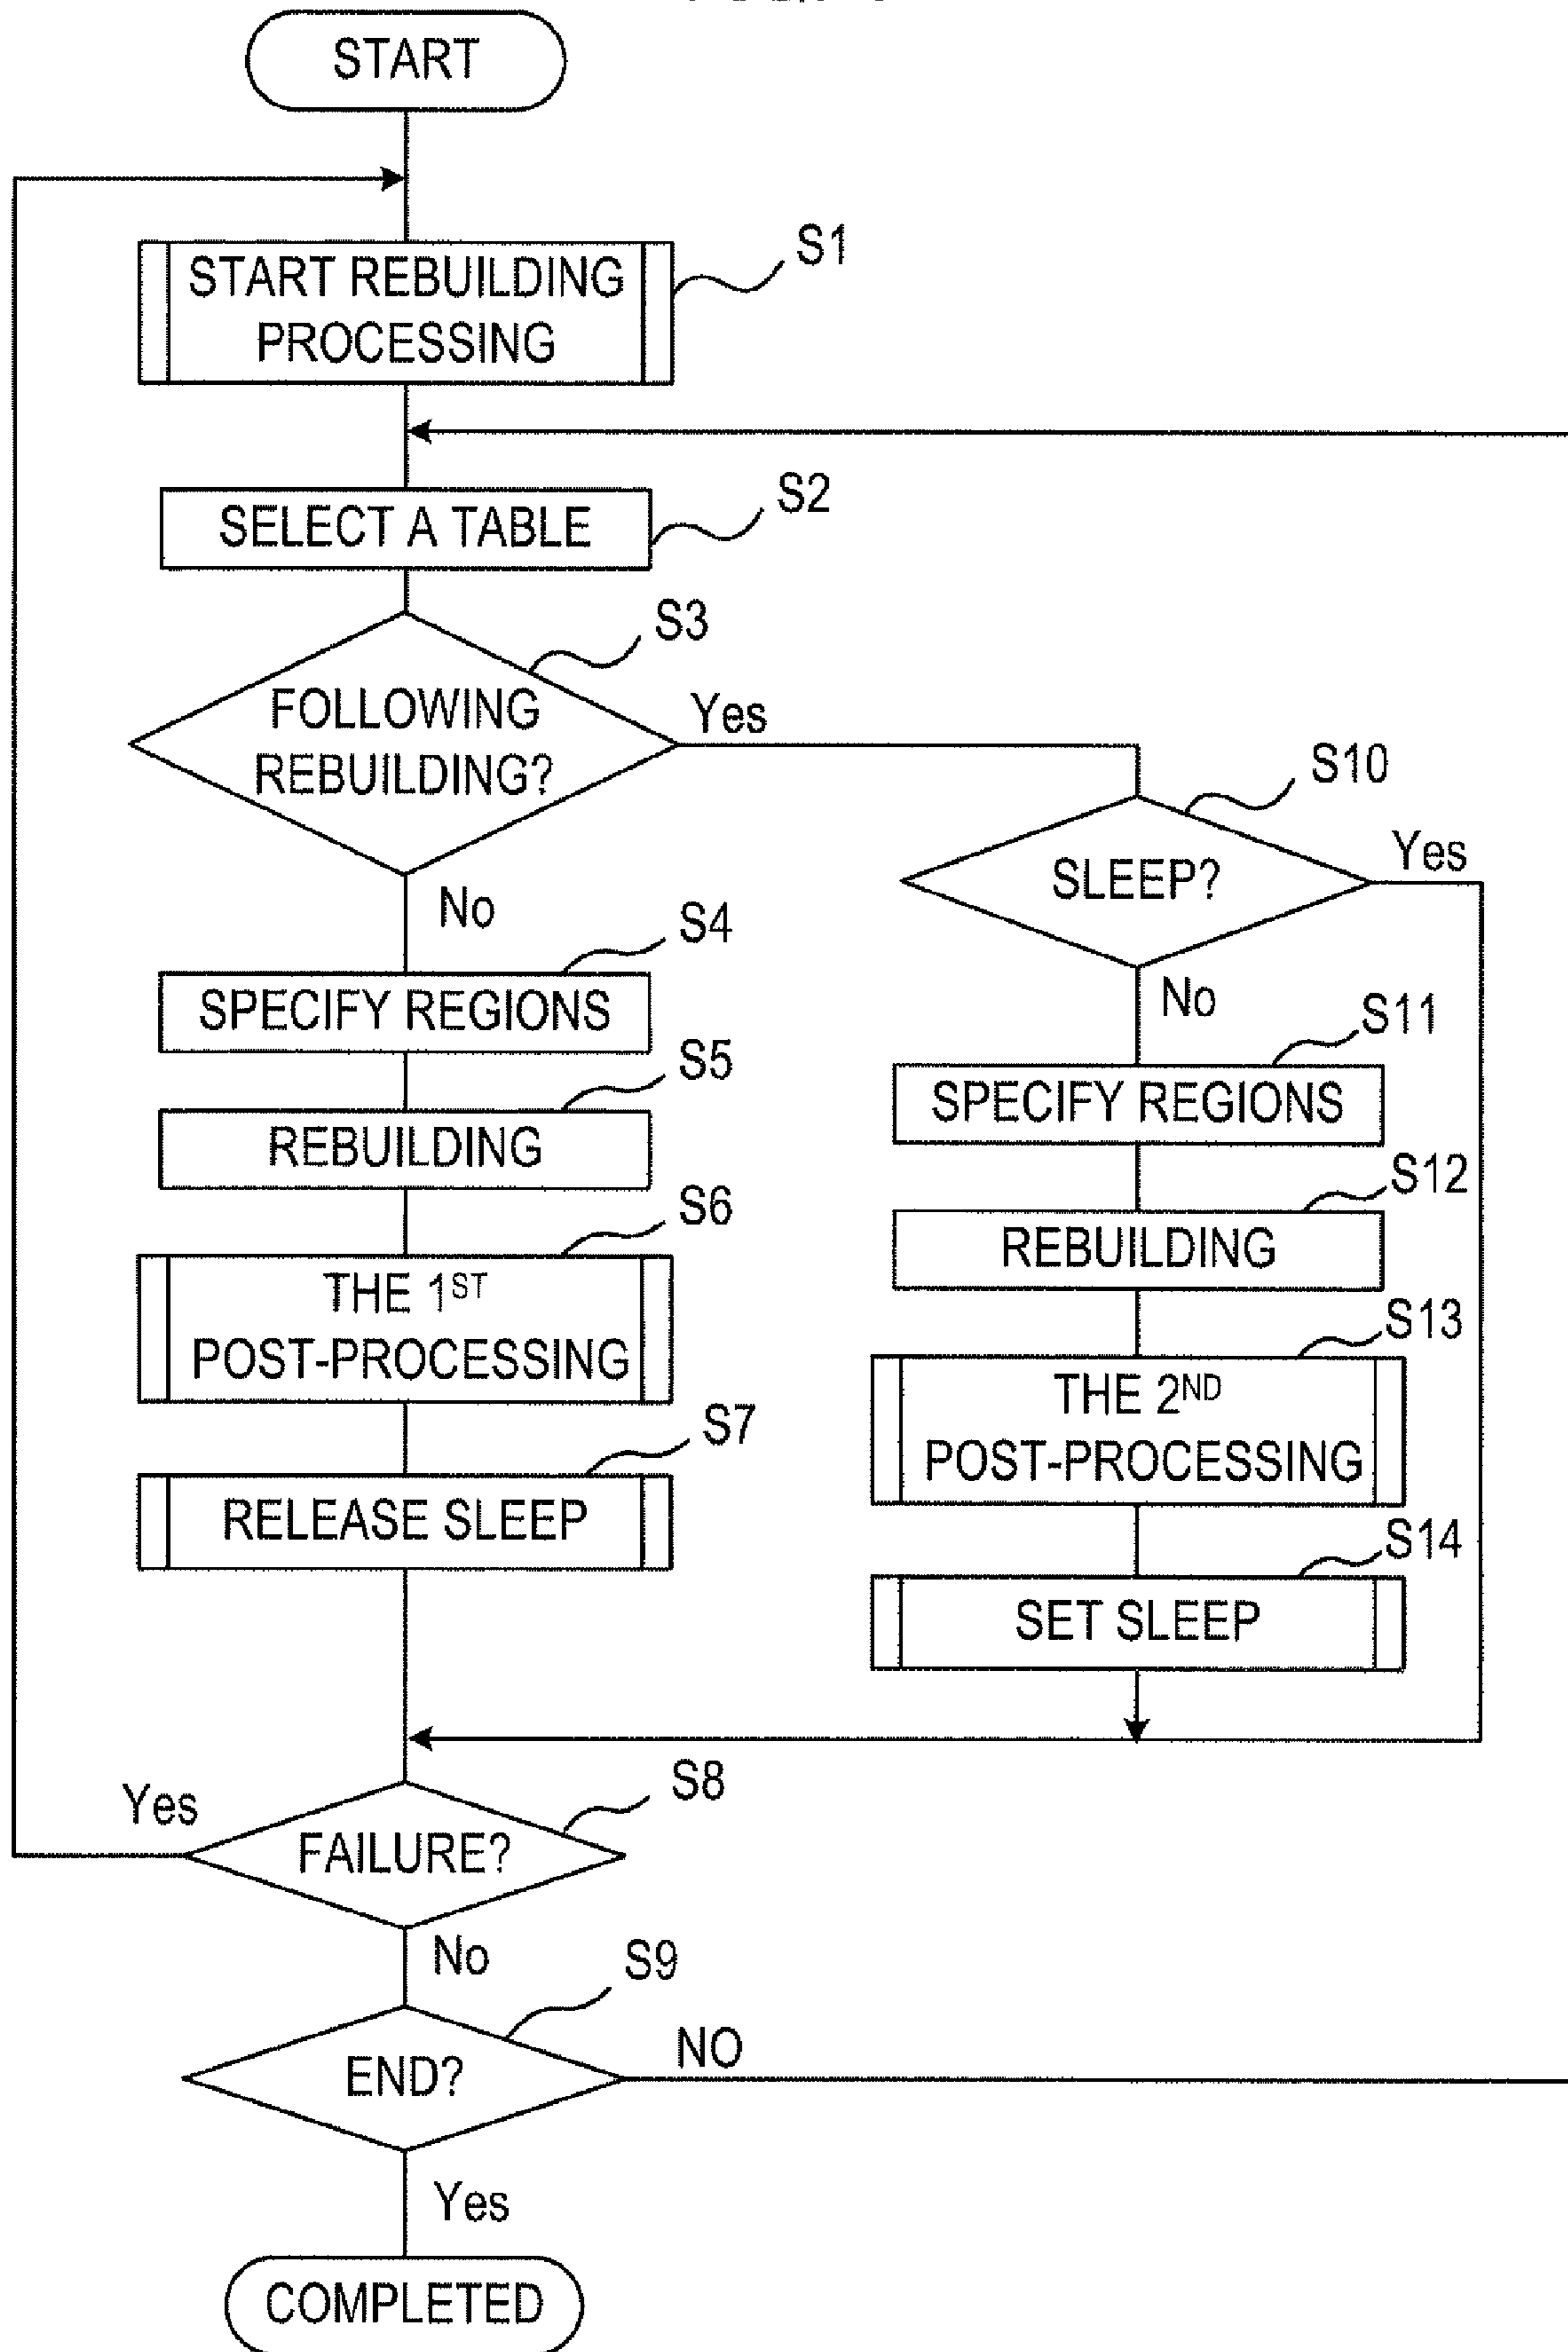 START
START REBUILDING
PROCESSING
S1
SELECT A TABLE
S2
FOLLOWING
REBUILDING?
S3
Yes
No
SPECIFY REGIONS
S4
REBUILDING
S5
THE 1ST
POST-PROCESSING
S6
RELEASE SLEEP
S7
SLEEP?
S10
Yes
No
SPECIFY REGIONS
S11
REBUILDING
S12
THE 2ND
POST-PROCESSING
S13
SET SLEEP
S14
FAILURE?
S8
Yes
No
END?
S9
NO
Yes
COMPLETED